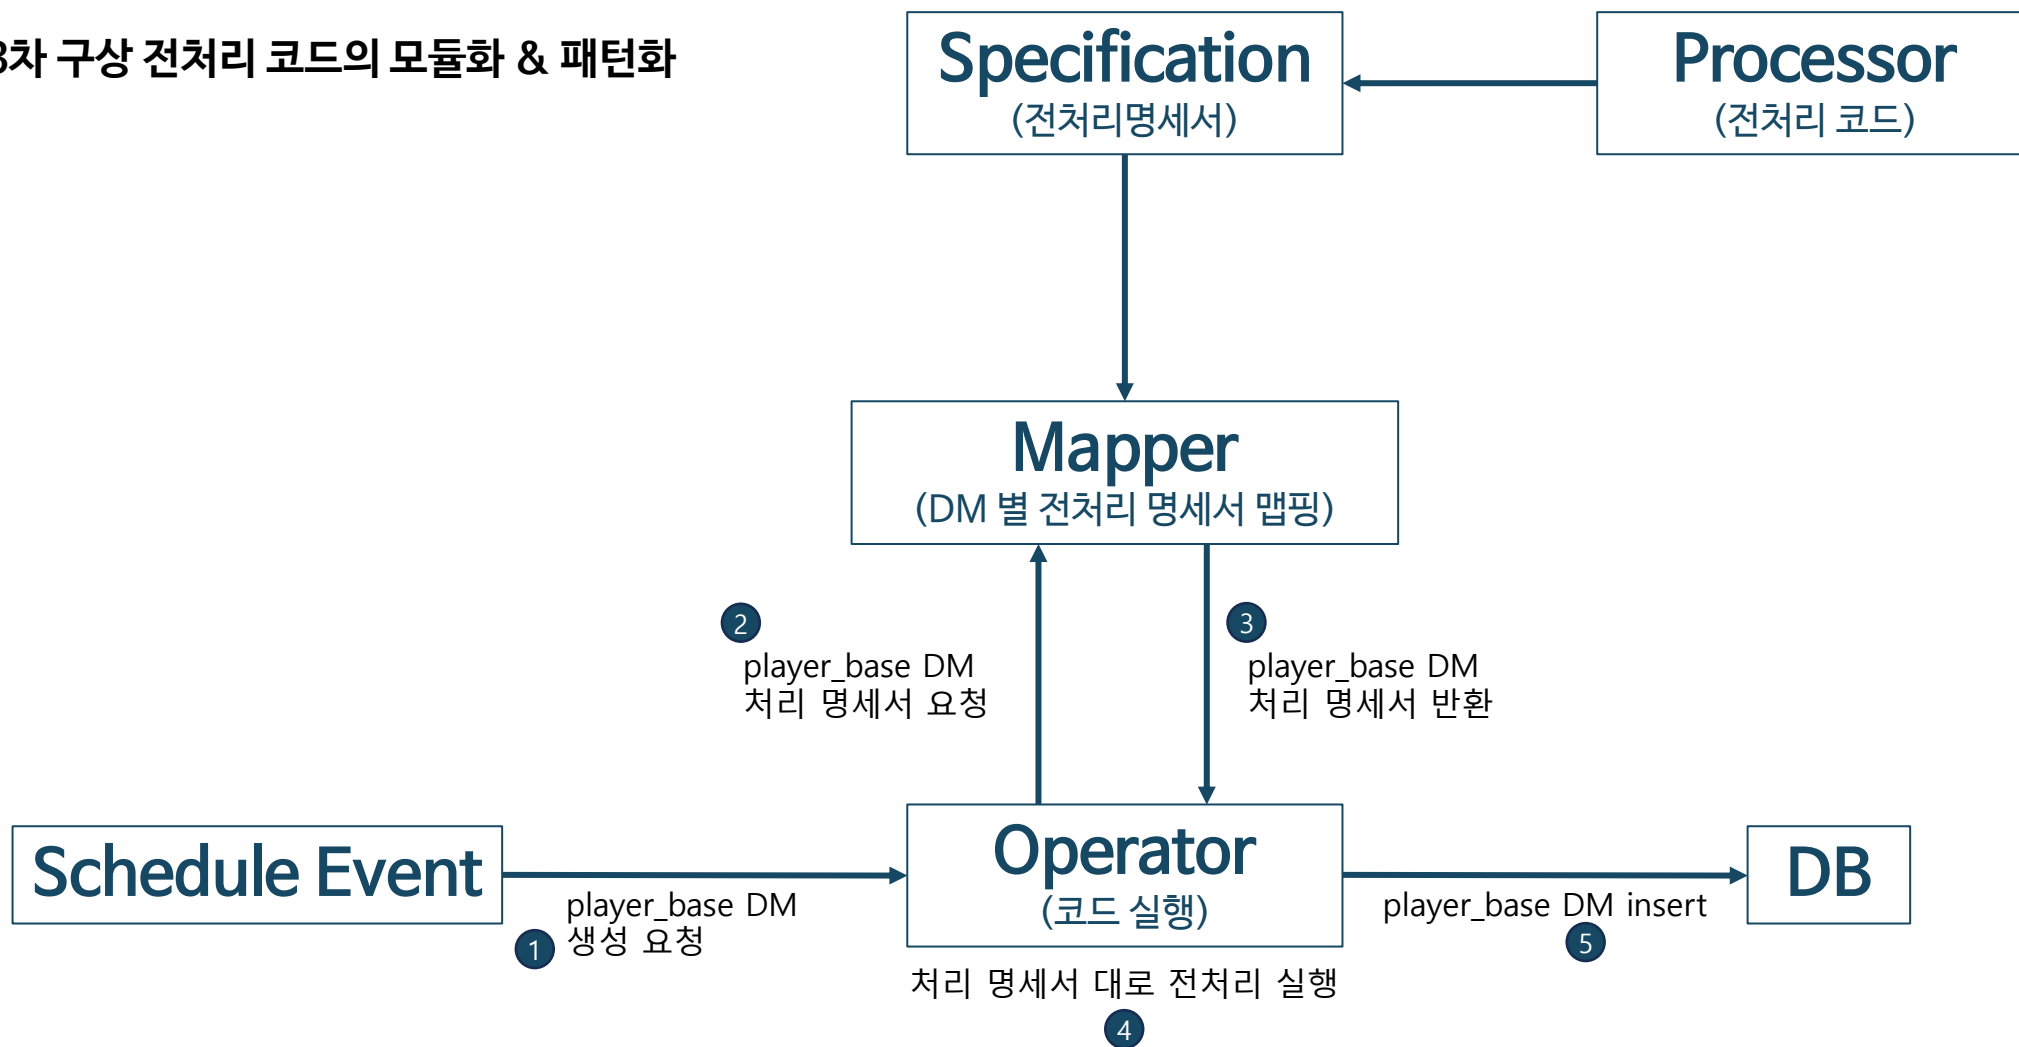 3차 구상 전처리 코드의 모듈화 & 패턴화
Specification
(전처리명세서)
Processor
(전처리 코드)
Mapper
(DM 별 전처리 명세서 맵핑)
2
player_base DM
처리 명세서 요청
3
player_base DM
처리 명세서 반환
Schedule Event
player_base DM
1
생성 요청
Operator
(코드 실행)
처리 명세서 대로 전처리 실행
4
player_base DM insert
5
DB